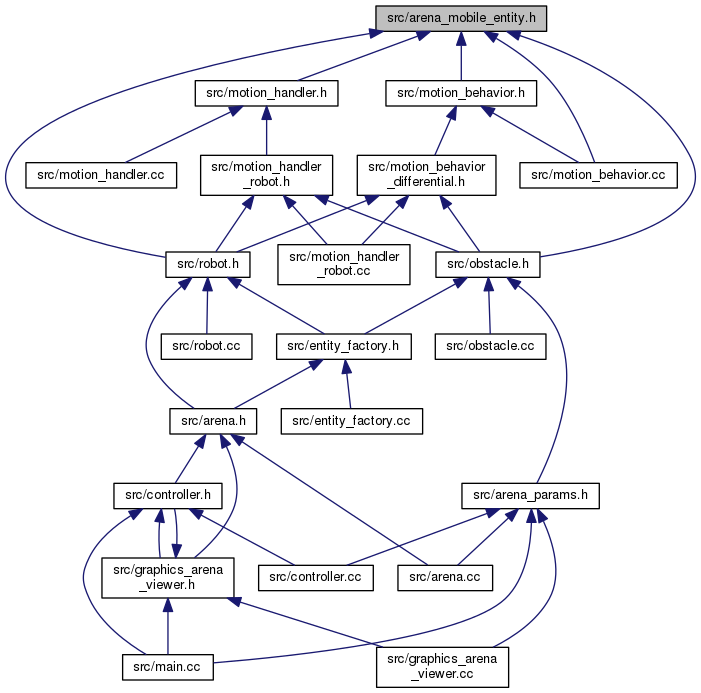 src/arena_mobile_entity.h
src/motion_handler.h
src/motion_behavior.h
src/motion_handler.cc
src/motion_handler
_robot.h
src/motion_behavior
_differential.h
src/motion_behavior.cc
src/robot.h
src/motion_handler
_robot.cc
src/obstacle.h
src/robot.cc
src/entity_factory.h
src/obstacle.cc
src/arena.h
src/entity_factory.cc
src/controller.h
src/arena_params.h
src/graphics_arena
_viewer.h
src/controller.cc
src/arena.cc
src/main.cc
src/graphics_arena
_viewer.cc